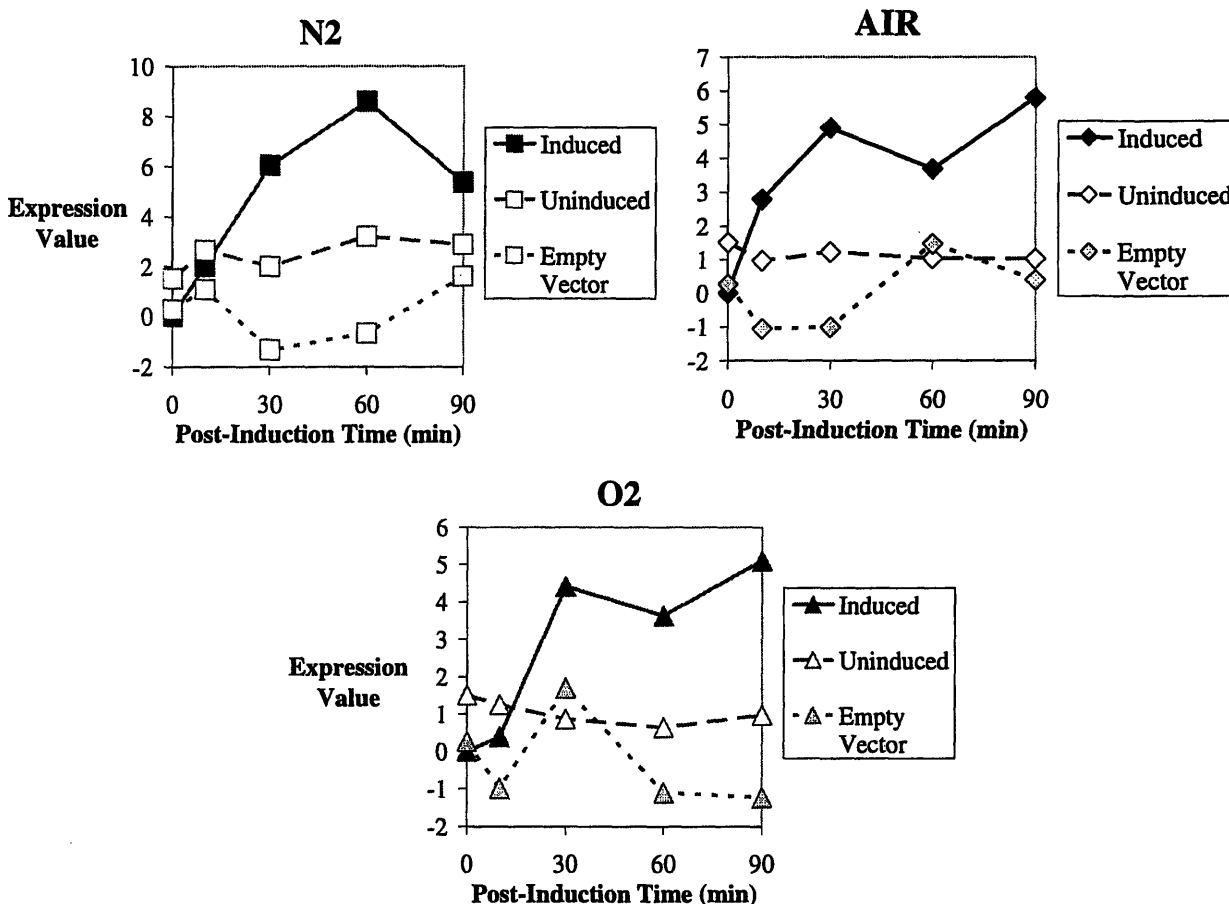 N2
10
8
6
4
2
0
-2
Expression
Value
0
10
30
60
90
Post-Induction Time (min)
Induced
Uninduced
Empty
Vector
AIR
7
6
5
4
3
2
1
0
-1
-2
0
10
30
60
90
Post-Induction Time (min)
Induced
Uninduced
Empty
Vector
O2
6
5
4
3
2
1
0
-1
-2
Expression
Value
0
10
30
60
90
Post-Induction Time (min)
Induced
Uninduced
Empty
Vector